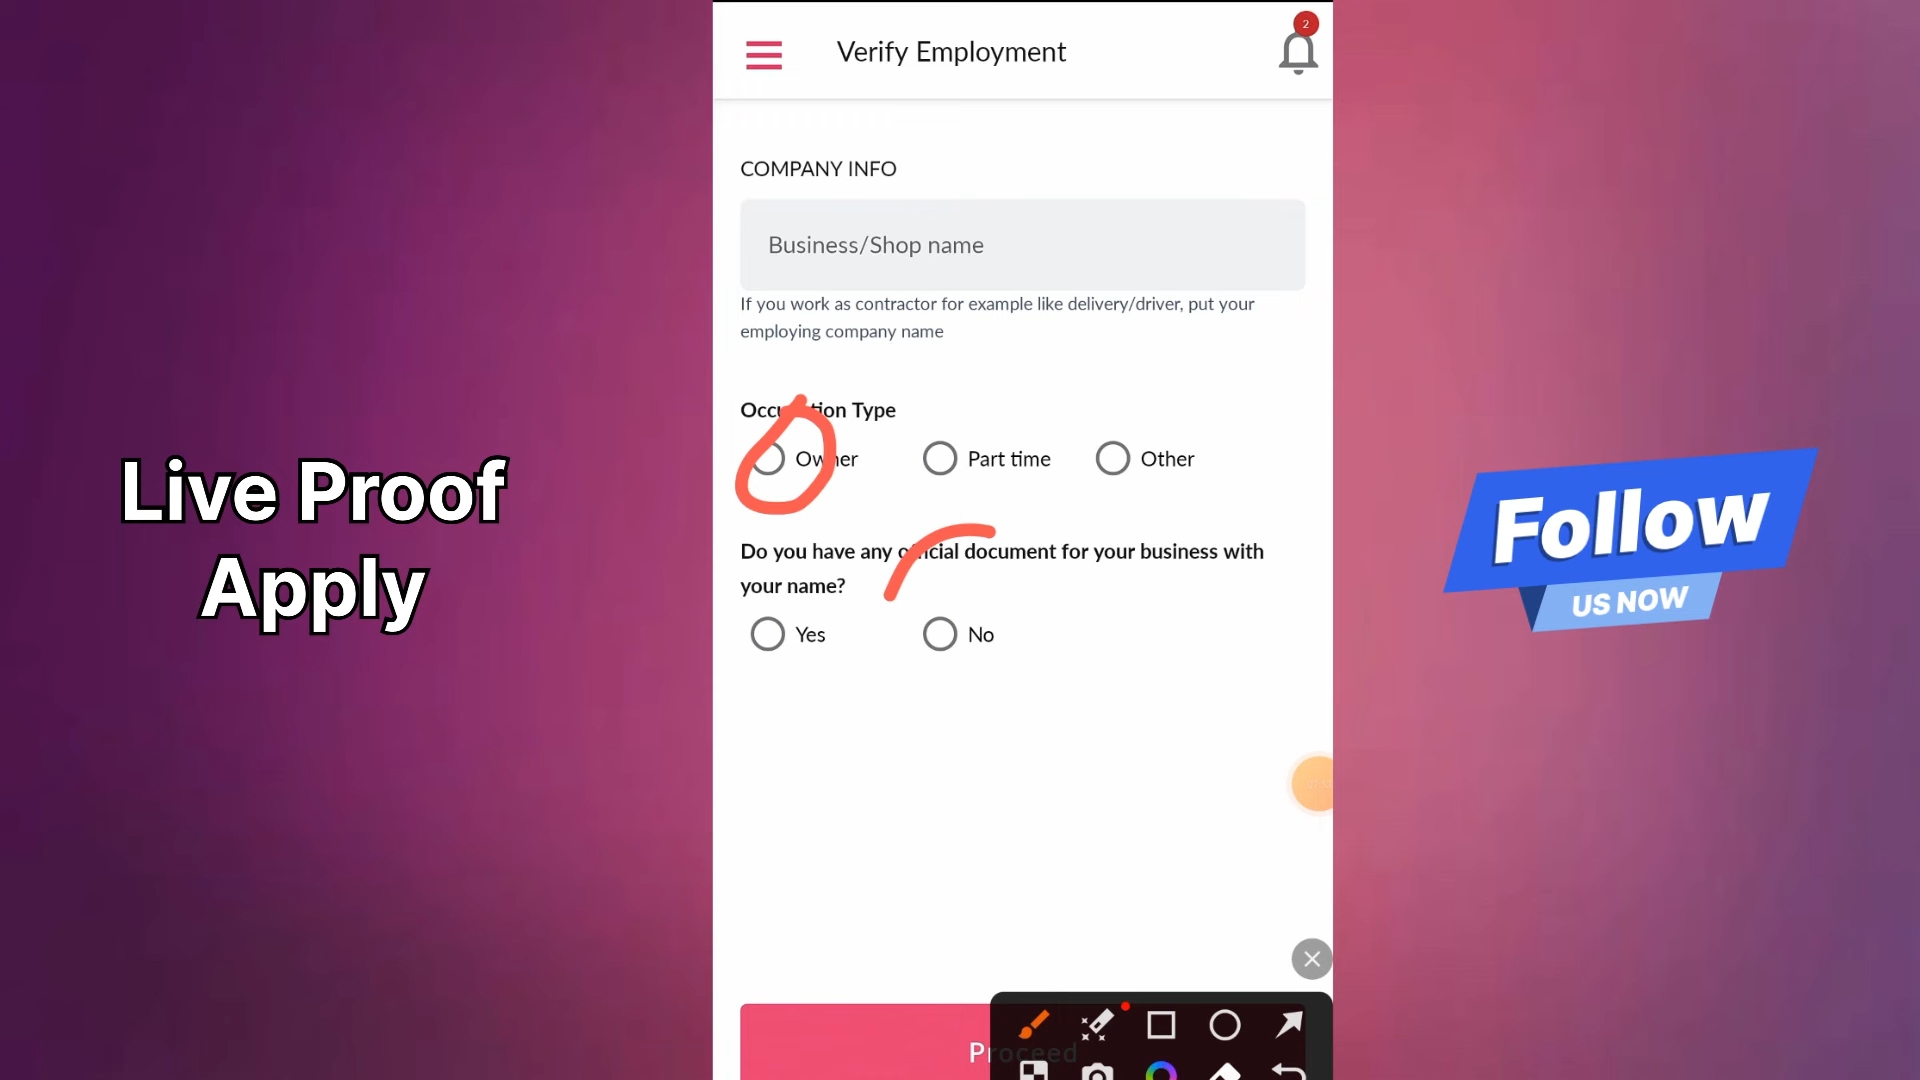 2
Verify Employment
COMPANY INFO
Business/Shop name
If you work as contractor for example like delivery/driver, put your
employing company name
Occupation Type
Owner
Part time
Other
Do you have any official document for your business with
your name?
Yes
No
Proceed
Live Proof
Apply
Follow
US NOW